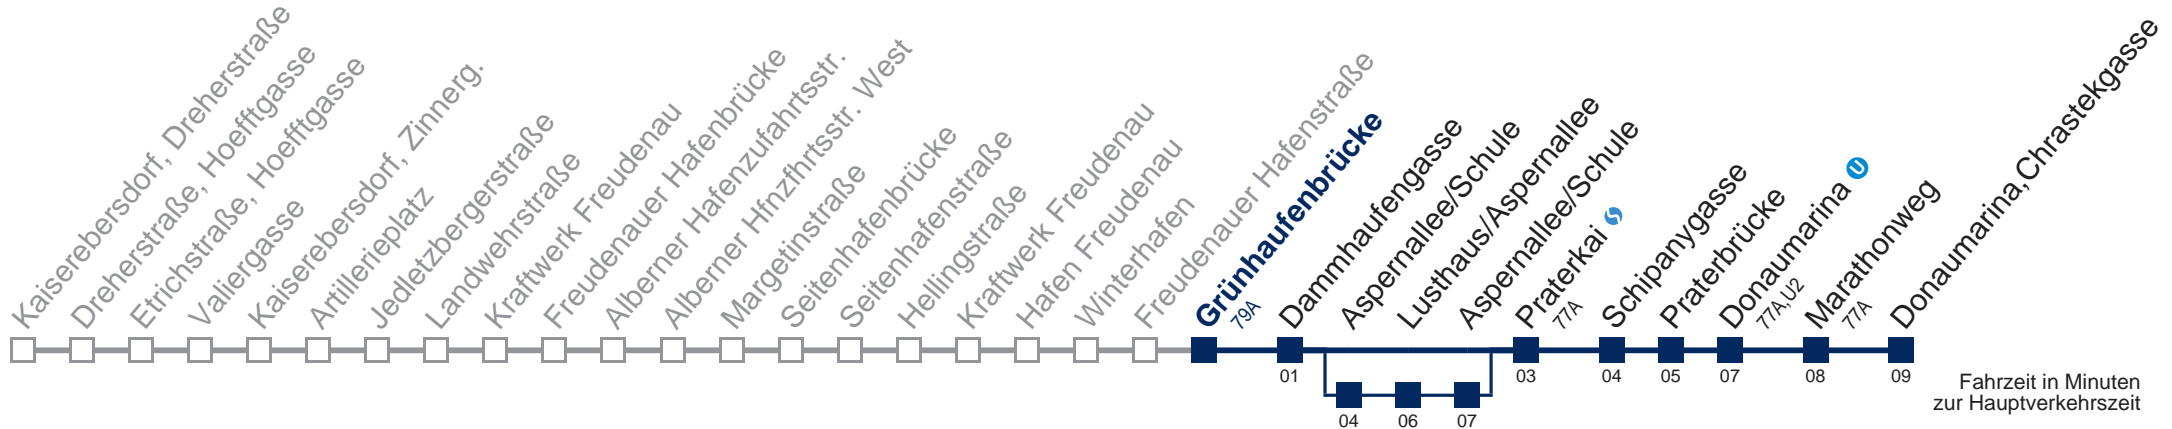 Kaiserebersdorf, Dreherstraße
Dreherstraße, Hoefftgasse
Etrichstraße, Hoefftgasse
Valiergasse
Kaiserebersdorf, Zinnerg.
Artillerieplatz
Jedletzbergerstraße
Landwehrstraße
Kraftwerk Freudenau
Freudenauer Hafenbrücke
Alberner Hafenzufahrtsstr.
Alberner Hfnzfhrtsstr. West
Margetinstraße
Seitenhafenbrücke
Seitenhafenstraße
Hellingstraße
Kraftwerk Freudenau
Hafen Freudenau
Winterhafen
Freudenauer Hafenstraße
Grünhaufenbrücke
79A
Dammhaufengasse
Aspernallee/Schule
Lusthaus/Aspernallee
Aspernallee/Schule
Praterkai
77A
Schipanygasse
Praterbrücke
Donaumarina U
77A, U2
Marathonweg
77A
Donaumarina, Chrastekgasse
01
03
04
05
07
08
09
04
06
07
Fahrzeit in Minuten
zur Hauptverkehrszeit